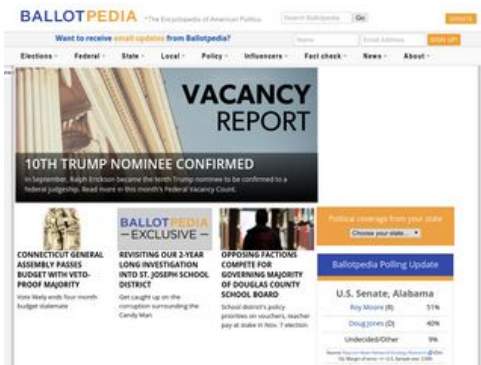 BALLOTPEDIA "The Encyclopedia of American Politics Search Ballotpedia Go DONATE
Want to receive email updates from Ballotpedia? Name Email Address SIGN UP!
Elections Federal State Local Policy Influencers Fact check News About
VACANCY
REPORT
10TH TRUMP NOMINEE CONFIRMED
In September, Ralph Erickson became the tenth Trump nominee to be confirmed to a
federal judgeship. Read more in this month's Federal Vacancy Count.
CONNECTICUT GENERAL
ASSEMBLY PASSES
BUDGET WITH VETO-
PROOF MAJORITY
Vote likely ends four month
budget stalemate
BALLOTPEDIA
— EXCLUSIVE —
REVISITING OUR 2-YEAR
LONG INVESTIGATION
INTO ST. JOSEPH SCHOOL
DISTRICT
Get caught up on the
corruption surrounding the
Candy Man
OPPOSING FACTIONS
COMPETE FOR
GOVERNING MAJORITY
OF DOUGLAS COUNTY
SCHOOL BOARD
School district's policy
priorities on vouchers, teacher
pay at stake in Nov. 7 election
Political coverage from your state
Choose your state...
Ballotpedia Polling Update
U.S. Senate, Alabama
Roy Moore (R) 51%
Doug Jones (D) 40%
Undecided/Other 9%